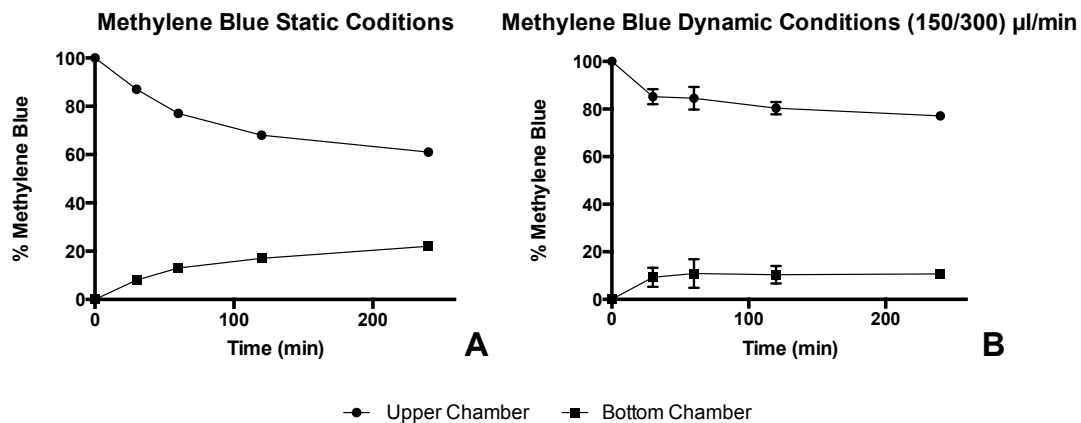 Methylene Blue Static Coditions
Methylene Blue Dynamic Conditions (150/300) µl/min
% Methylene Blue
100
80
60
40
20
0
0
100
200
Time (min)
A
% Methylene Blue
100
80
60
40
20
0
0
100
200
Time (min)
B
Upper Chamber
Bottom Chamber